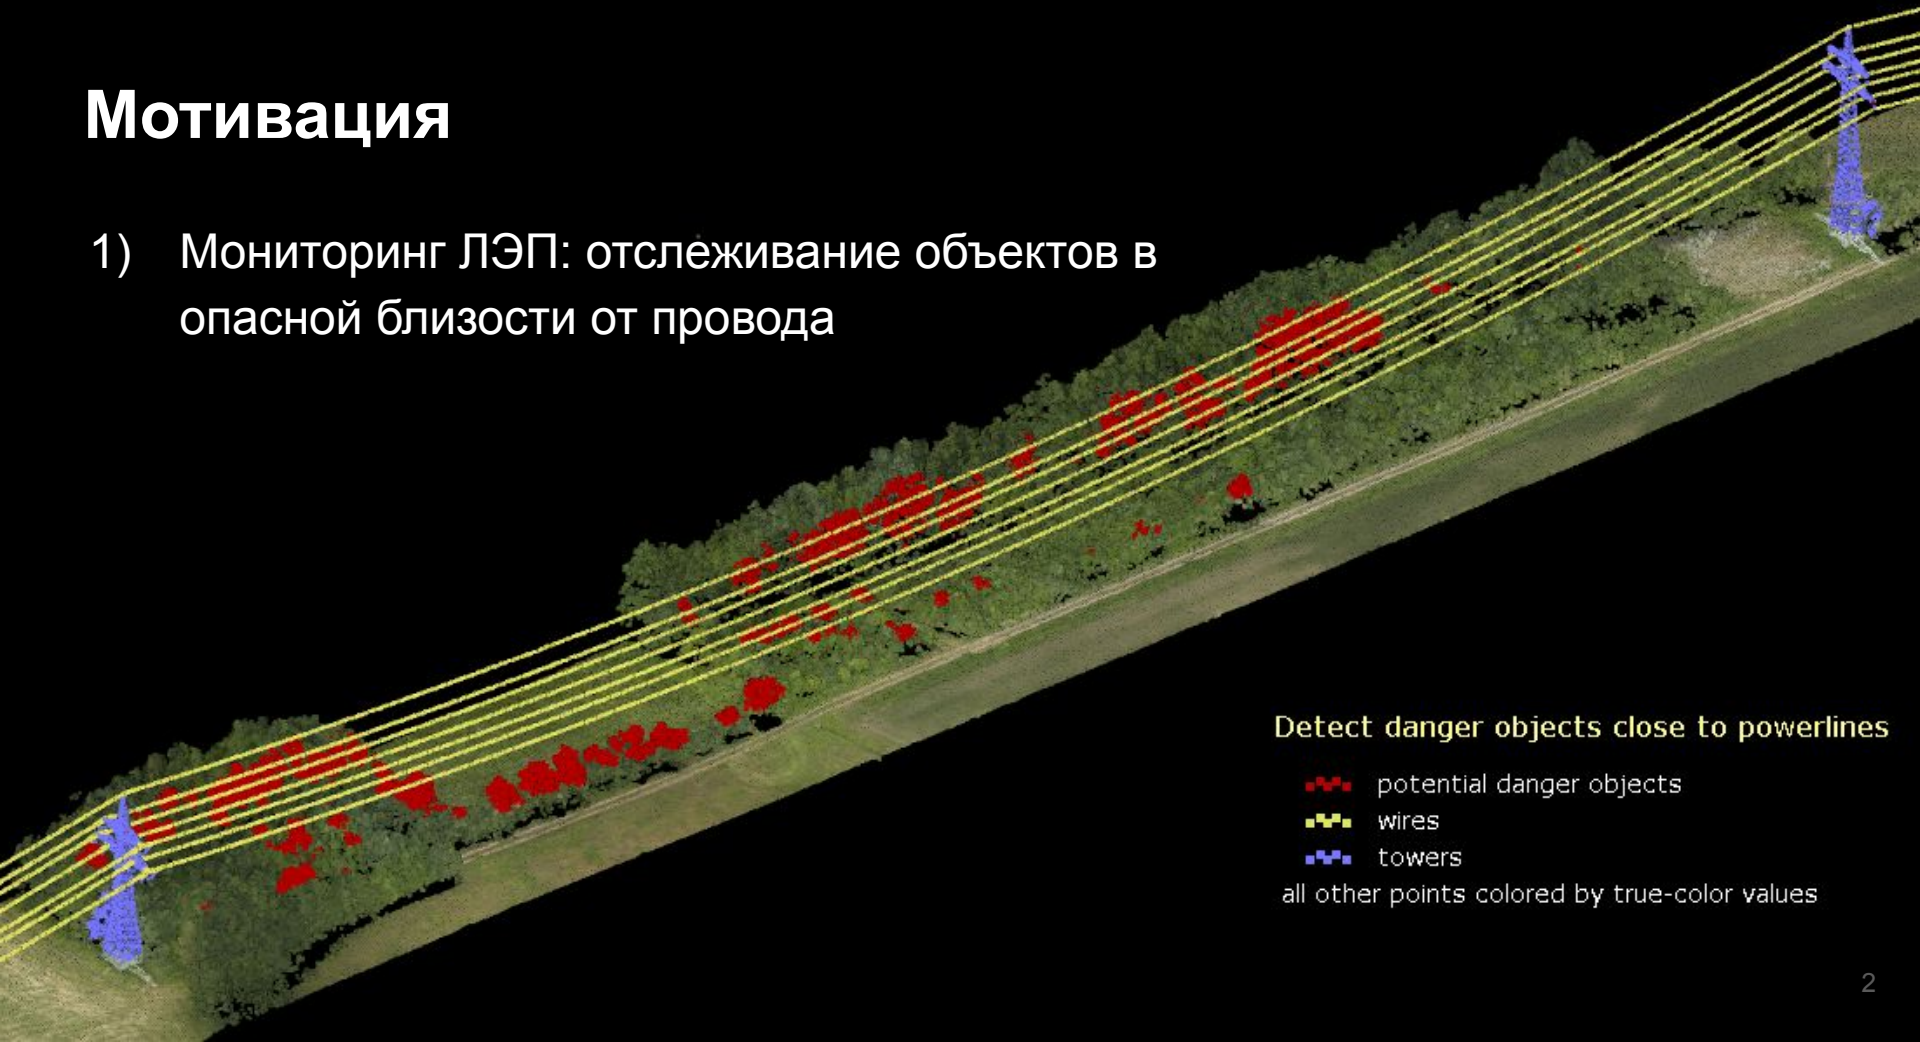 Мотивация
1) Мониторинг ЛЭП: отслеживание объектов в
опасной близости от провода
Detect danger objects close to powerlines
potential danger objects
wires
towers
all other points colored by true-color values
2